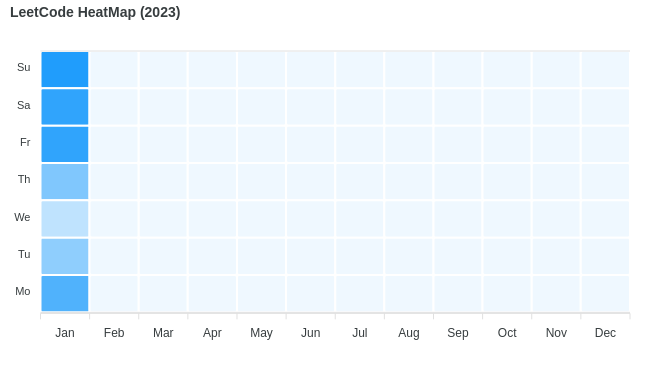 LeetCode HeatMap (2023)
Su
Sa
Fr
Th
We
Tu
Mo
Jan Feb Mar Apr May Jun Jul Aug Sep Oct Nov Dec